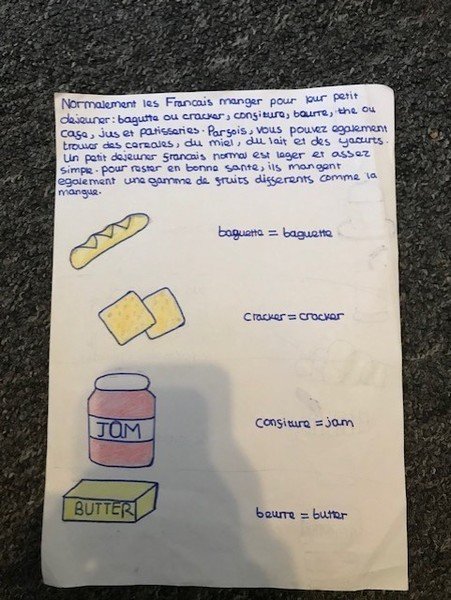 Normalement les Francais manger pour leur petit
dejeuner: bagutte ou cracker, confiture, beurre, the ou
cafe, jus et patisseries. Parfois, vous pouvez egalement
trouver des cereales, du miel, du lait et des yaourts.
Un petit dejeuner francais normal est leger et assez
simple. pour rester en bonne sante, ils mangent
egalement une gamme de fruits differents comme la
mangue.
baguette = baguette
cracker = cracker
JAM
confiture = jam
BUTTER
beurre = butter